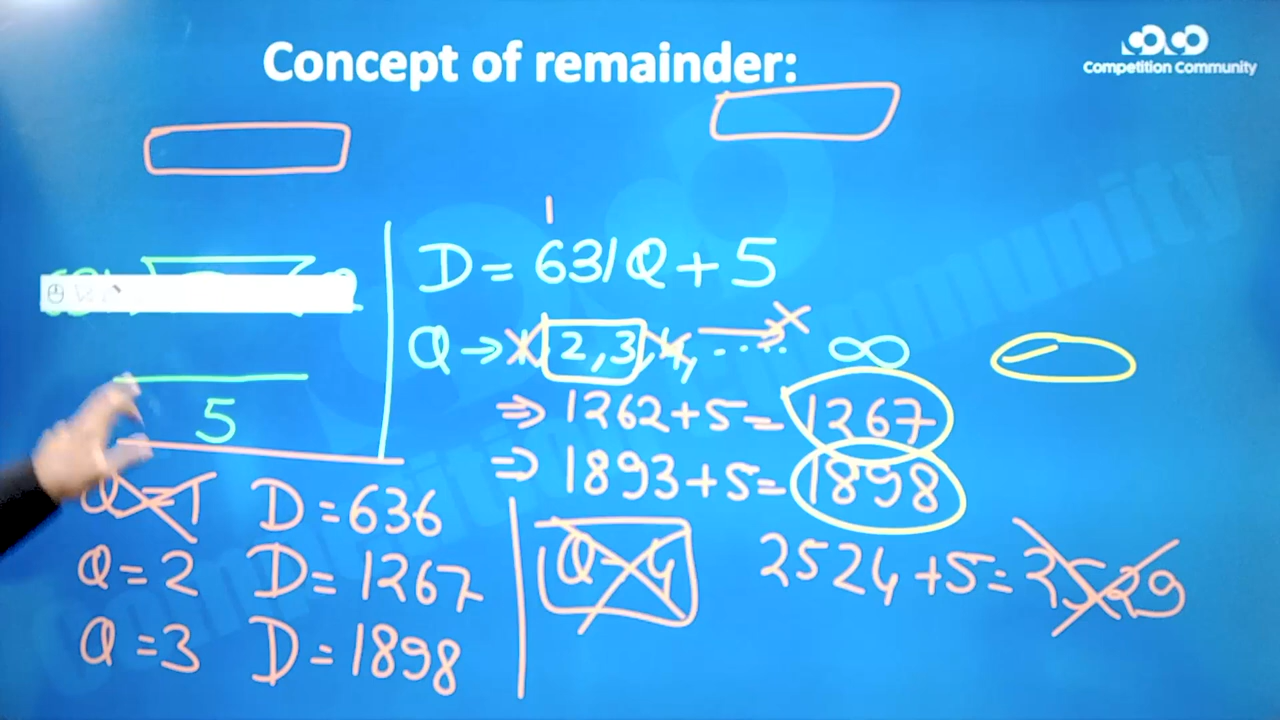 Concept of remainder:
Competition Community
D = 631Q + 5
Q → 1, 2, 3, 4, ..... ∞
⇒ 1262 + 5 = 1267
5
⇒ 1893 + 5 = 1898
Q = 1 D = 636
Q = 4 2524 + 5 = 2529
Q = 2 D = 1267
Q = 3 D = 1898